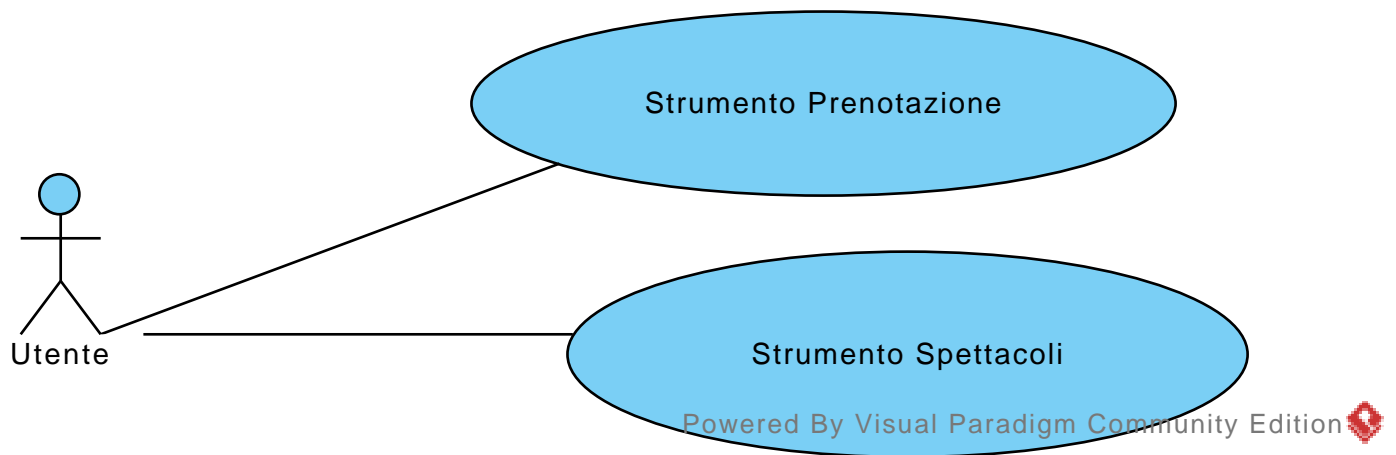 Strumento Prenotazione
Utente
Strumento Spettacoli
Powered By Visual Paradigm Community Edition